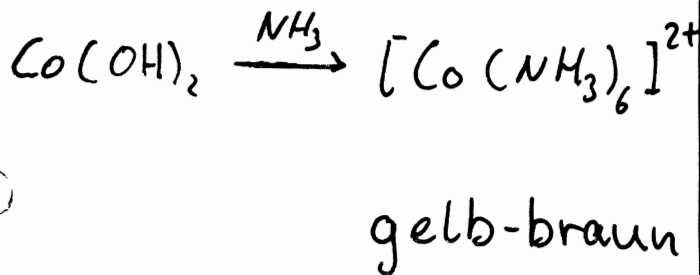 NH₃
Co(OH)₂ → [Co(NH₃)₆]²⁺
gelb-braun